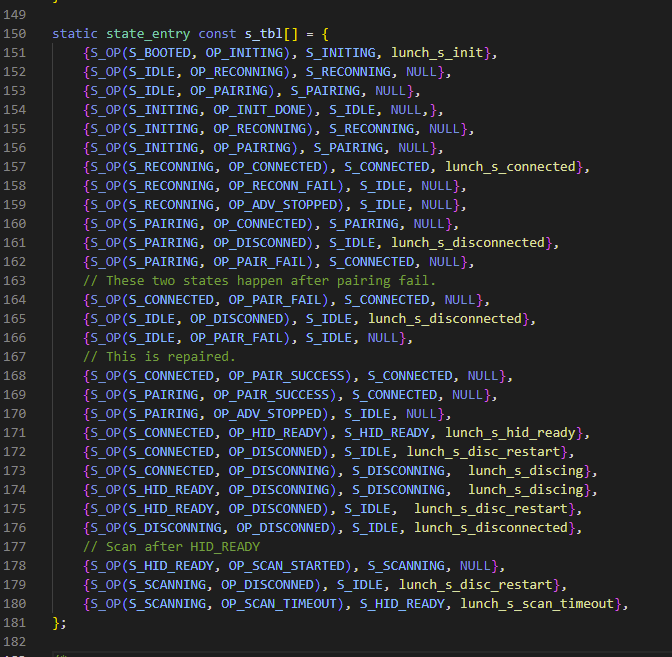 149
150 static state_entry const s_tbl[] = {
151 {S_OP(S_BOOTED, OP_INITING), S_INITING, lunch_s_init},
152 {S_OP(S_IDLE, OP_RECONNING), S_RECONNING, NULL},
153 {S_OP(S_IDLE, OP_PAIRING), S_PAIRING, NULL},
154 {S_OP(S_INITING, OP_INIT_DONE), S_IDLE, NULL,},
155 {S_OP(S_INITING, OP_RECONNING), S_RECONNING, NULL},
156 {S_OP(S_INITING, OP_PAIRING), S_PAIRING, NULL},
157 {S_OP(S_RECONNING, OP_CONNECTED), S_CONNECTED, lunch_s_connected},
158 {S_OP(S_RECONNING, OP_RECONN_FAIL), S_IDLE, NULL},
159 {S_OP(S_RECONNING, OP_ADV_STOPPED), S_IDLE, NULL},
160 {S_OP(S_PAIRING, OP_CONNECTED), S_PAIRING, NULL},
161 {S_OP(S_PAIRING, OP_DISCONNED), S_IDLE, lunch_s_disconnected},
162 {S_OP(S_PAIRING, OP_PAIR_FAIL), S_CONNECTED, NULL},
163 // These two states happen after pairing fail.
164 {S_OP(S_CONNECTED, OP_PAIR_FAIL), S_CONNECTED, NULL},
165 {S_OP(S_IDLE, OP_DISCONNED), S_IDLE, lunch_s_disconnected},
166 {S_OP(S_IDLE, OP_PAIR_FAIL), S_IDLE, NULL},
167 // This is repaired.
168 {S_OP(S_CONNECTED, OP_PAIR_SUCCESS), S_CONNECTED, NULL},
169 {S_OP(S_PAIRING, OP_PAIR_SUCCESS), S_CONNECTED, NULL},
170 {S_OP(S_PAIRING, OP_ADV_STOPPED), S_IDLE, NULL},
171 {S_OP(S_CONNECTED, OP_HID_READY), S_HID_READY, lunch_s_hid_ready},
172 {S_OP(S_CONNECTED, OP_DISCONNED), S_IDLE, lunch_s_disc_restart},
173 {S_OP(S_CONNECTED, OP_DISCONNING), S_DISCONNING, lunch_s_discing},
174 {S_OP(S_HID_READY, OP_DISCONNING), S_DISCONNING, lunch_s_discing},
175 {S_OP(S_HID_READY, OP_DISCONNED), S_IDLE, lunch_s_disc_restart},
176 {S_OP(S_DISCONNING, OP_DISCONNED), S_IDLE, lunch_s_disconnected},
177 // Scan after HID_READY
178 {S_OP(S_HID_READY, OP_SCAN_STARTED), S_SCANNING, NULL},
179 {S_OP(S_SCANNING, OP_DISCONNED), S_IDLE, lunch_s_disc_restart},
180 {S_OP(S_SCANNING, OP_SCAN_TIMEOUT), S_HID_READY, lunch_s_scan_timeout},
181 };
182